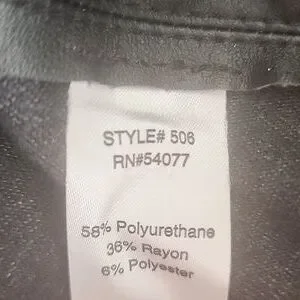 STYLE# 506
RN#54077
58% Polyurethane
36% Rayon
6% Polyester